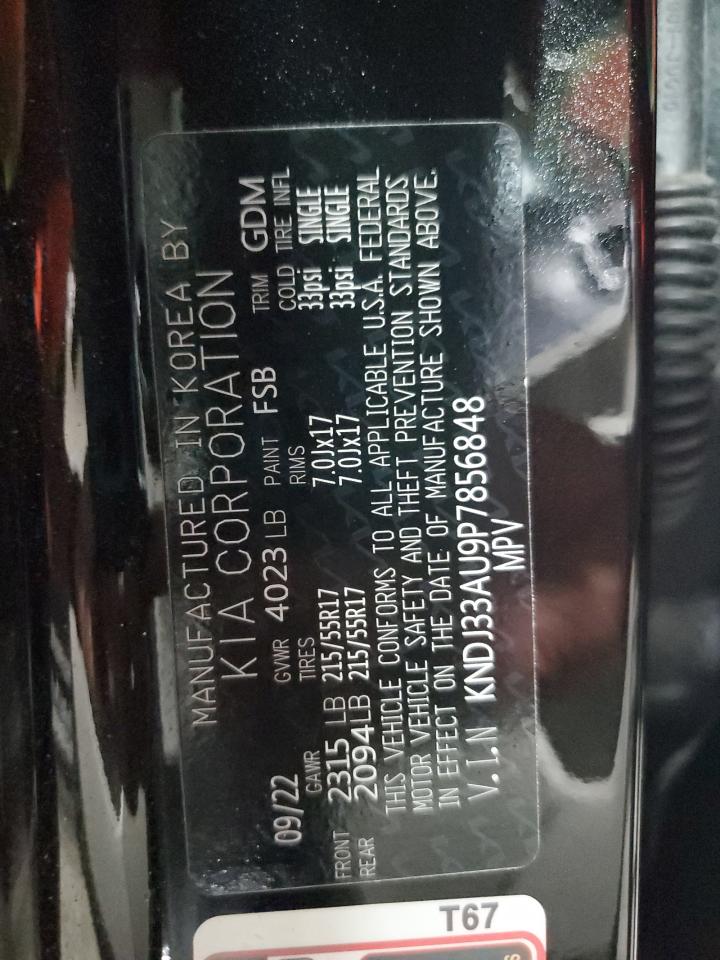 MANUFACTURED IN KOREA BY
KIA CORPORATION
09/22 GVWR 4023 LB PAINT FSB TRIM GDM
GAWR TIRES RIMS COLD TIRE INFL
FRONT 2315 LB 215/55R17 7.0Jx17 33psi SINGLE
REAR 2094LB 215/55R17 7.0Jx17 33psi SINGLE
THIS VEHICLE CONFORMS TO ALL APPLICABLE U.S.A. FEDERAL
MOTOR VEHICLE SAFETY AND THEFT PREVENTION STANDARDS
IN EFFECT ON THE DATE OF MANUFACTURE SHOWN ABOVE.
V.I.N KNDJ33AU9P7856848
MPV
T67